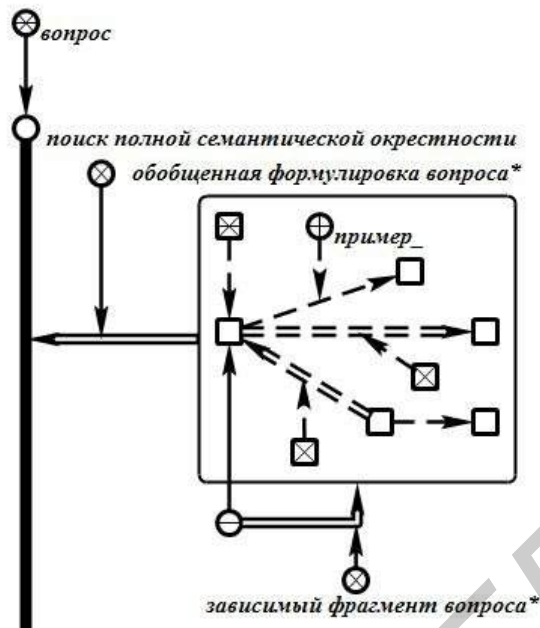 вопрос
поиск полной семантической окрестности
обобщенная формулировка вопроса*
пример_
зависимый фрагмент вопроса*